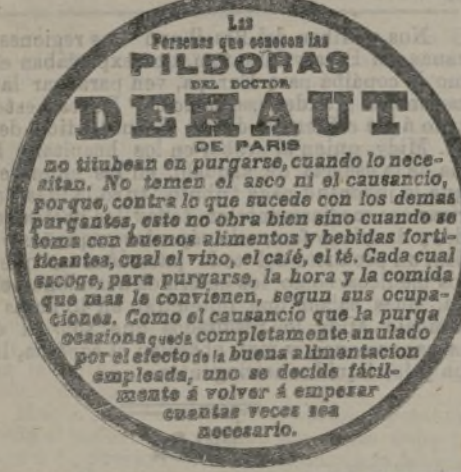 Las
Personas que conocen las
PILDORAS
DEL DOCTOR
DEHAUT
DE PARIS
no titubean en purgarse, cuando lo nece-
sitan. No temen el asco ni el causancio,
porque, contra lo que sucede con los demas
purgantes, este no obra bien sino cuando se
toma con buenos alimentos y bebidas forti-
ficantes, cual el vino, el café, el té. Cada cual
escoge, para purgarse, la hora y la comida
que mas le convienen, segun sus ocupa-
ciones. Como el causancio que la purga
ocasiona queda completamente anulado
por el efecto de la buena alimentacion
empleada, uno se decide fácil-
mente á volver á empezar
cuantas veces sea
necesario.